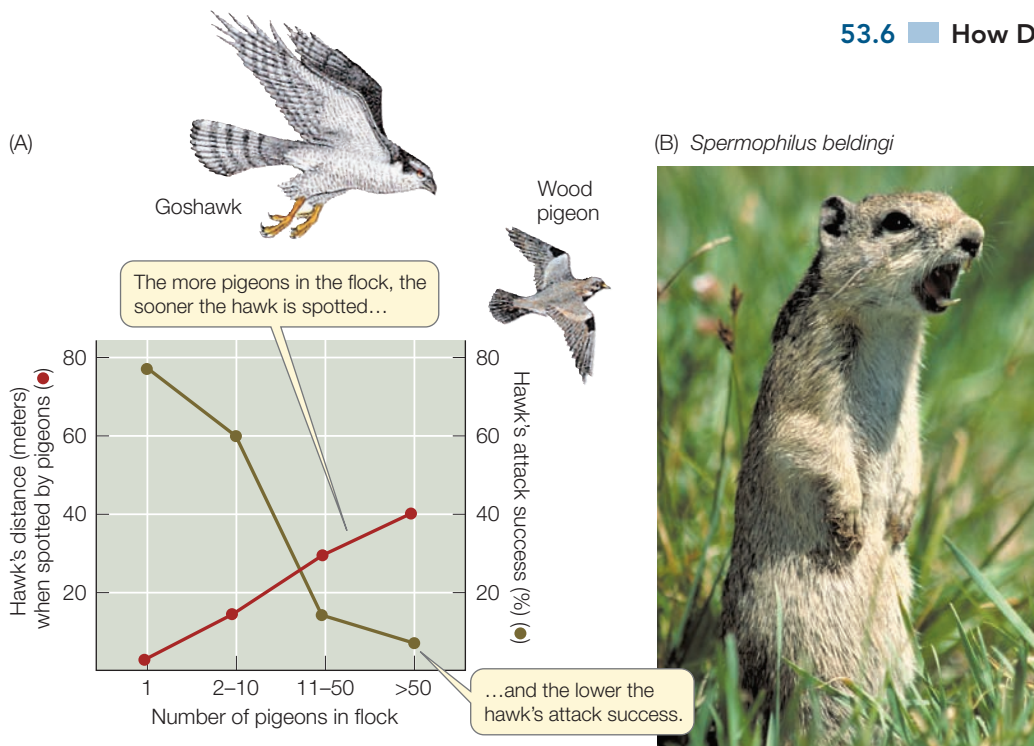 53.6 How D
(A)
Goshawk
Wood
pigeon
(B) Spermophilus beldingi
The more pigeons in the flock, the
sooner the hawk is spotted…
Hawk's distance (meters)
when spotted by pigeons (●)
80
60
40
20
80
60
40
20
Hawk's attack success (%) (●)
1
2–10
11–50
>50
Number of pigeons in flock
…and the lower the
hawk's attack success.